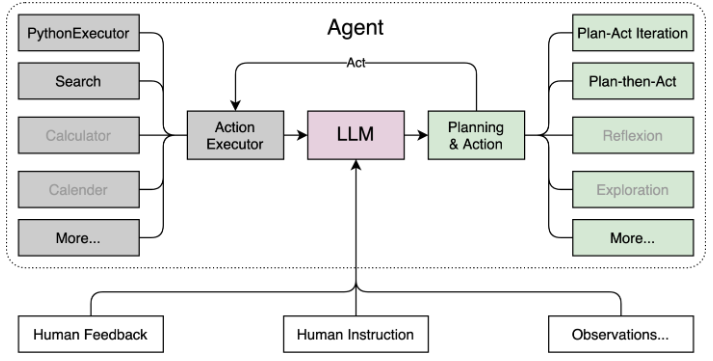 Agent
PythonExecutor
Search
Calculator
Calender
More...
Act
Action
Executor
LLM
Planning
& Action
Plan-Act Iteration
Plan-then-Act
Reflexion
Exploration
More...
Human Feedback
Human Instruction
Observations...